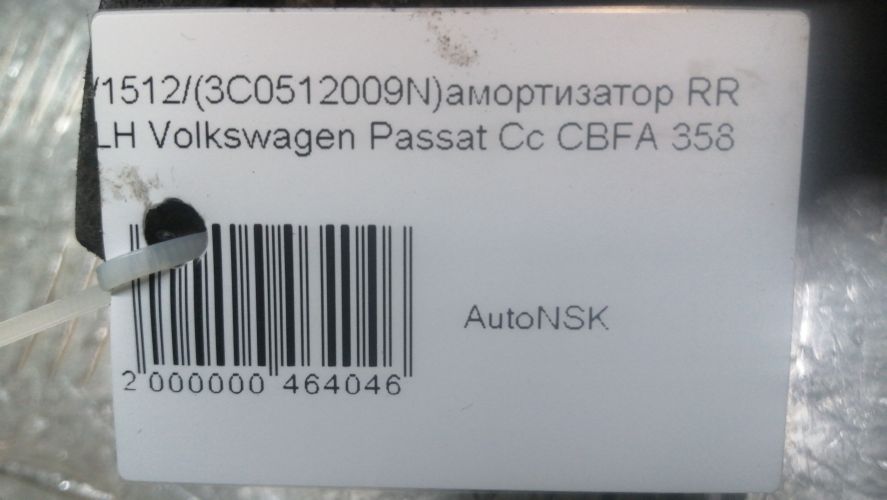 /1512/(3C0512009N)амортизатор RR
LH Volkswagen Passat Cc CBFA 358
AutoNSK
2 000000 464046